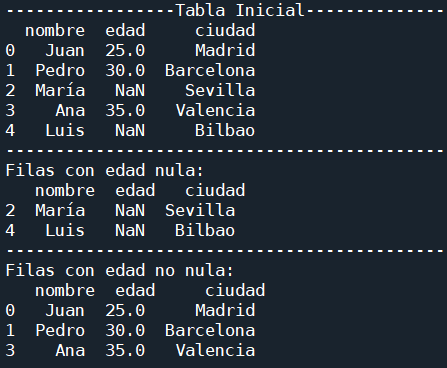 -----------------Tabla Inicial--------------
  nombre  edad     ciudad
0   Juan  25.0     Madrid
1  Pedro  30.0  Barcelona
2  María   NaN    Sevilla
3    Ana  35.0   Valencia
4   Luis   NaN     Bilbao
--------------------------------------------
Filas con edad nula:
   nombre  edad   ciudad
2  María   NaN  Sevilla
4   Luis   NaN   Bilbao
--------------------------------------------
Filas con edad no nula:
   nombre  edad     ciudad
0   Juan  25.0     Madrid
1  Pedro  30.0  Barcelona
3    Ana  35.0   Valencia